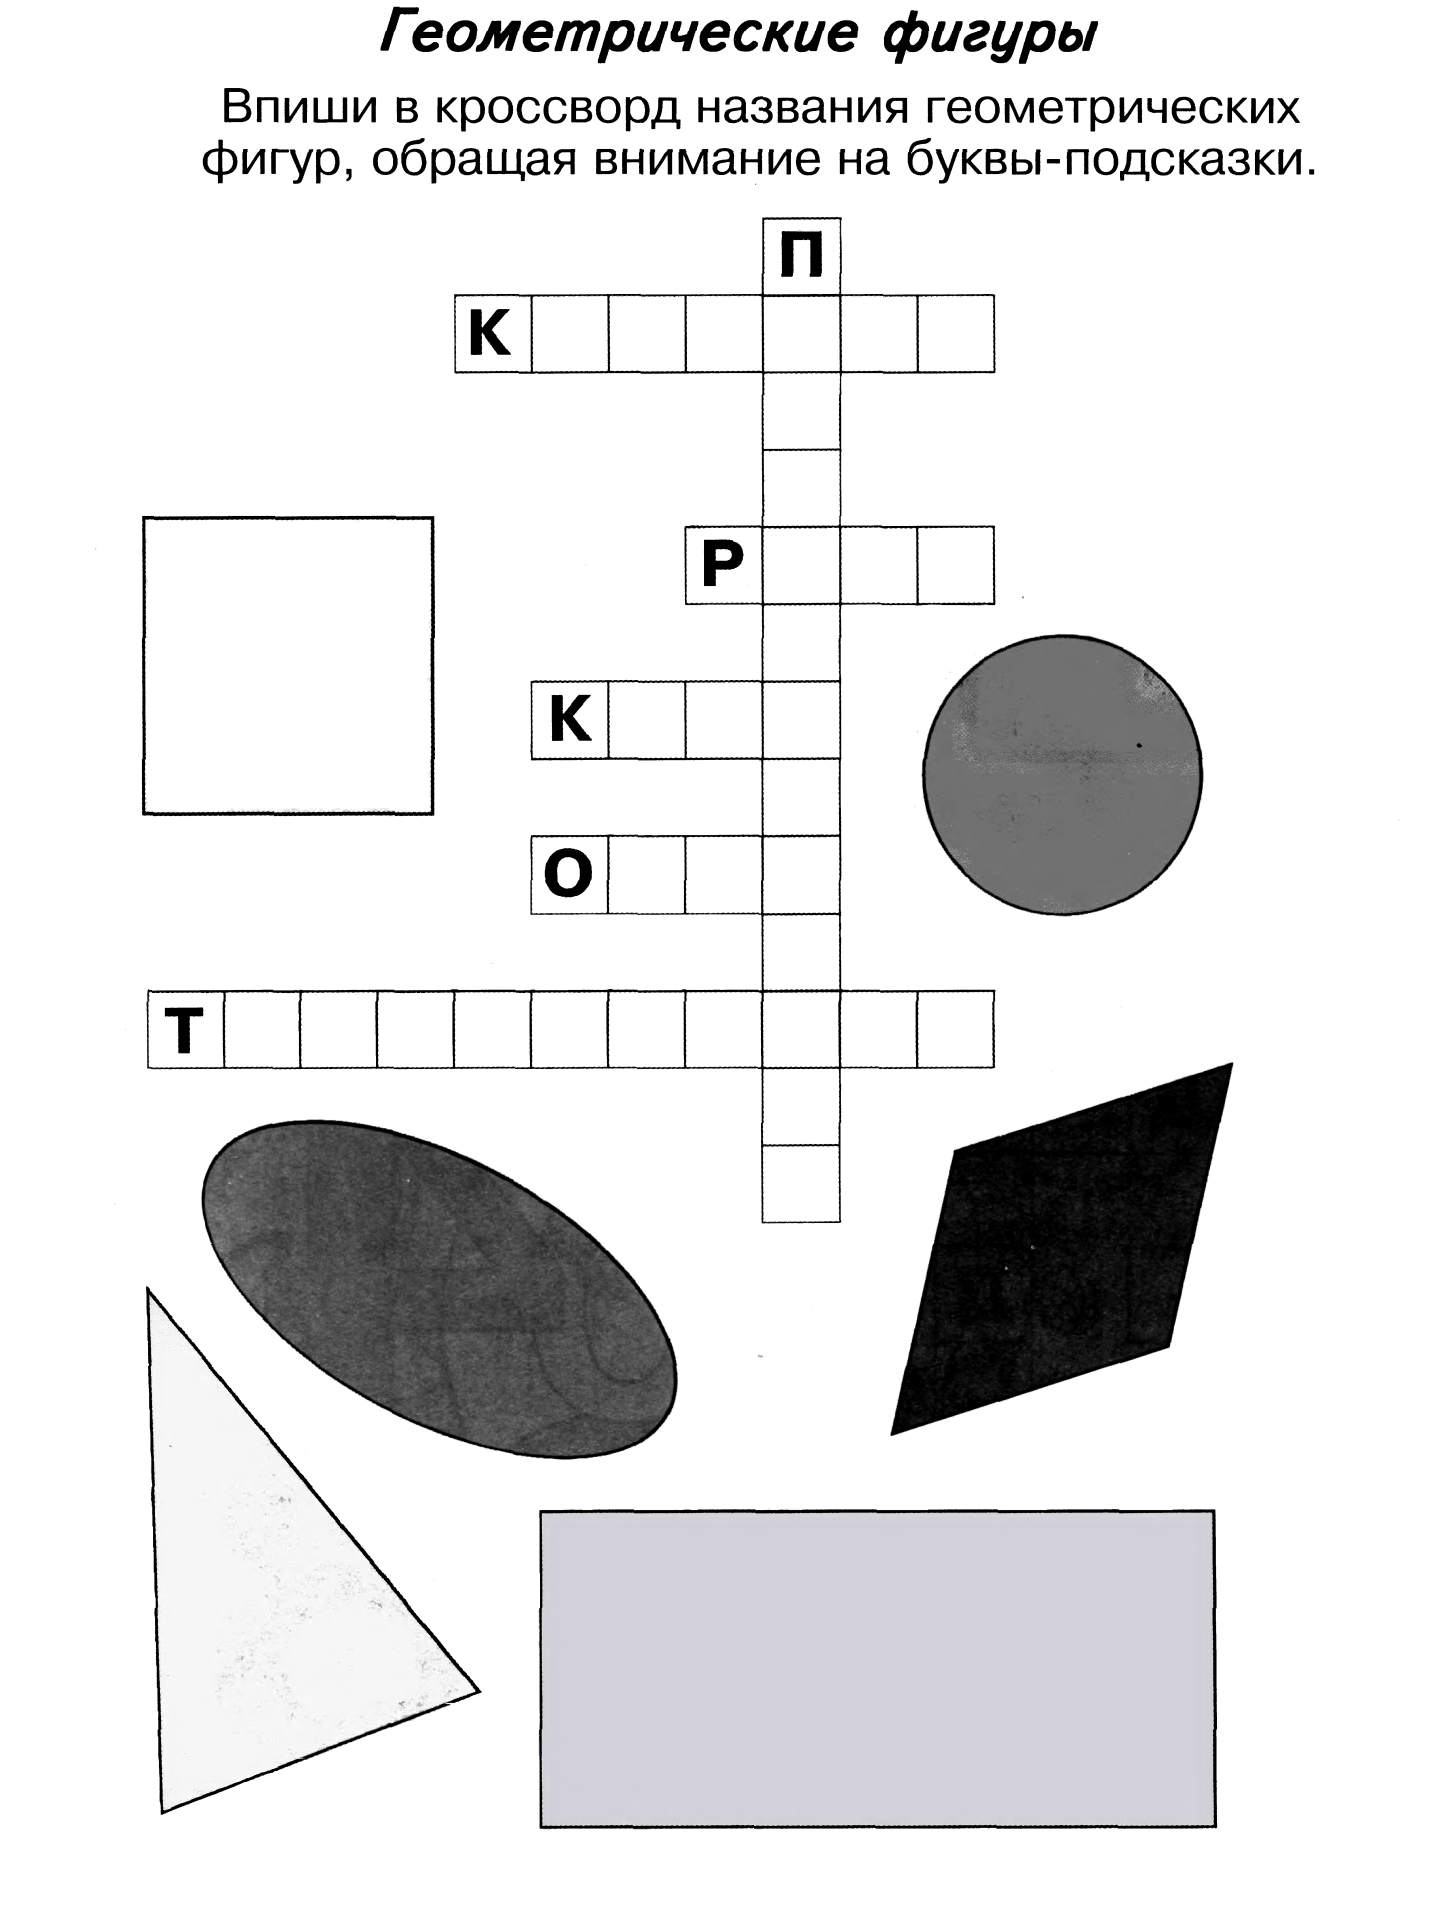 Геометрические фигуры
Впиши в кроссворд названия геометрических
фигур, обращая внимание на буквы-подсказки.
П
К
Р
К
О
Т